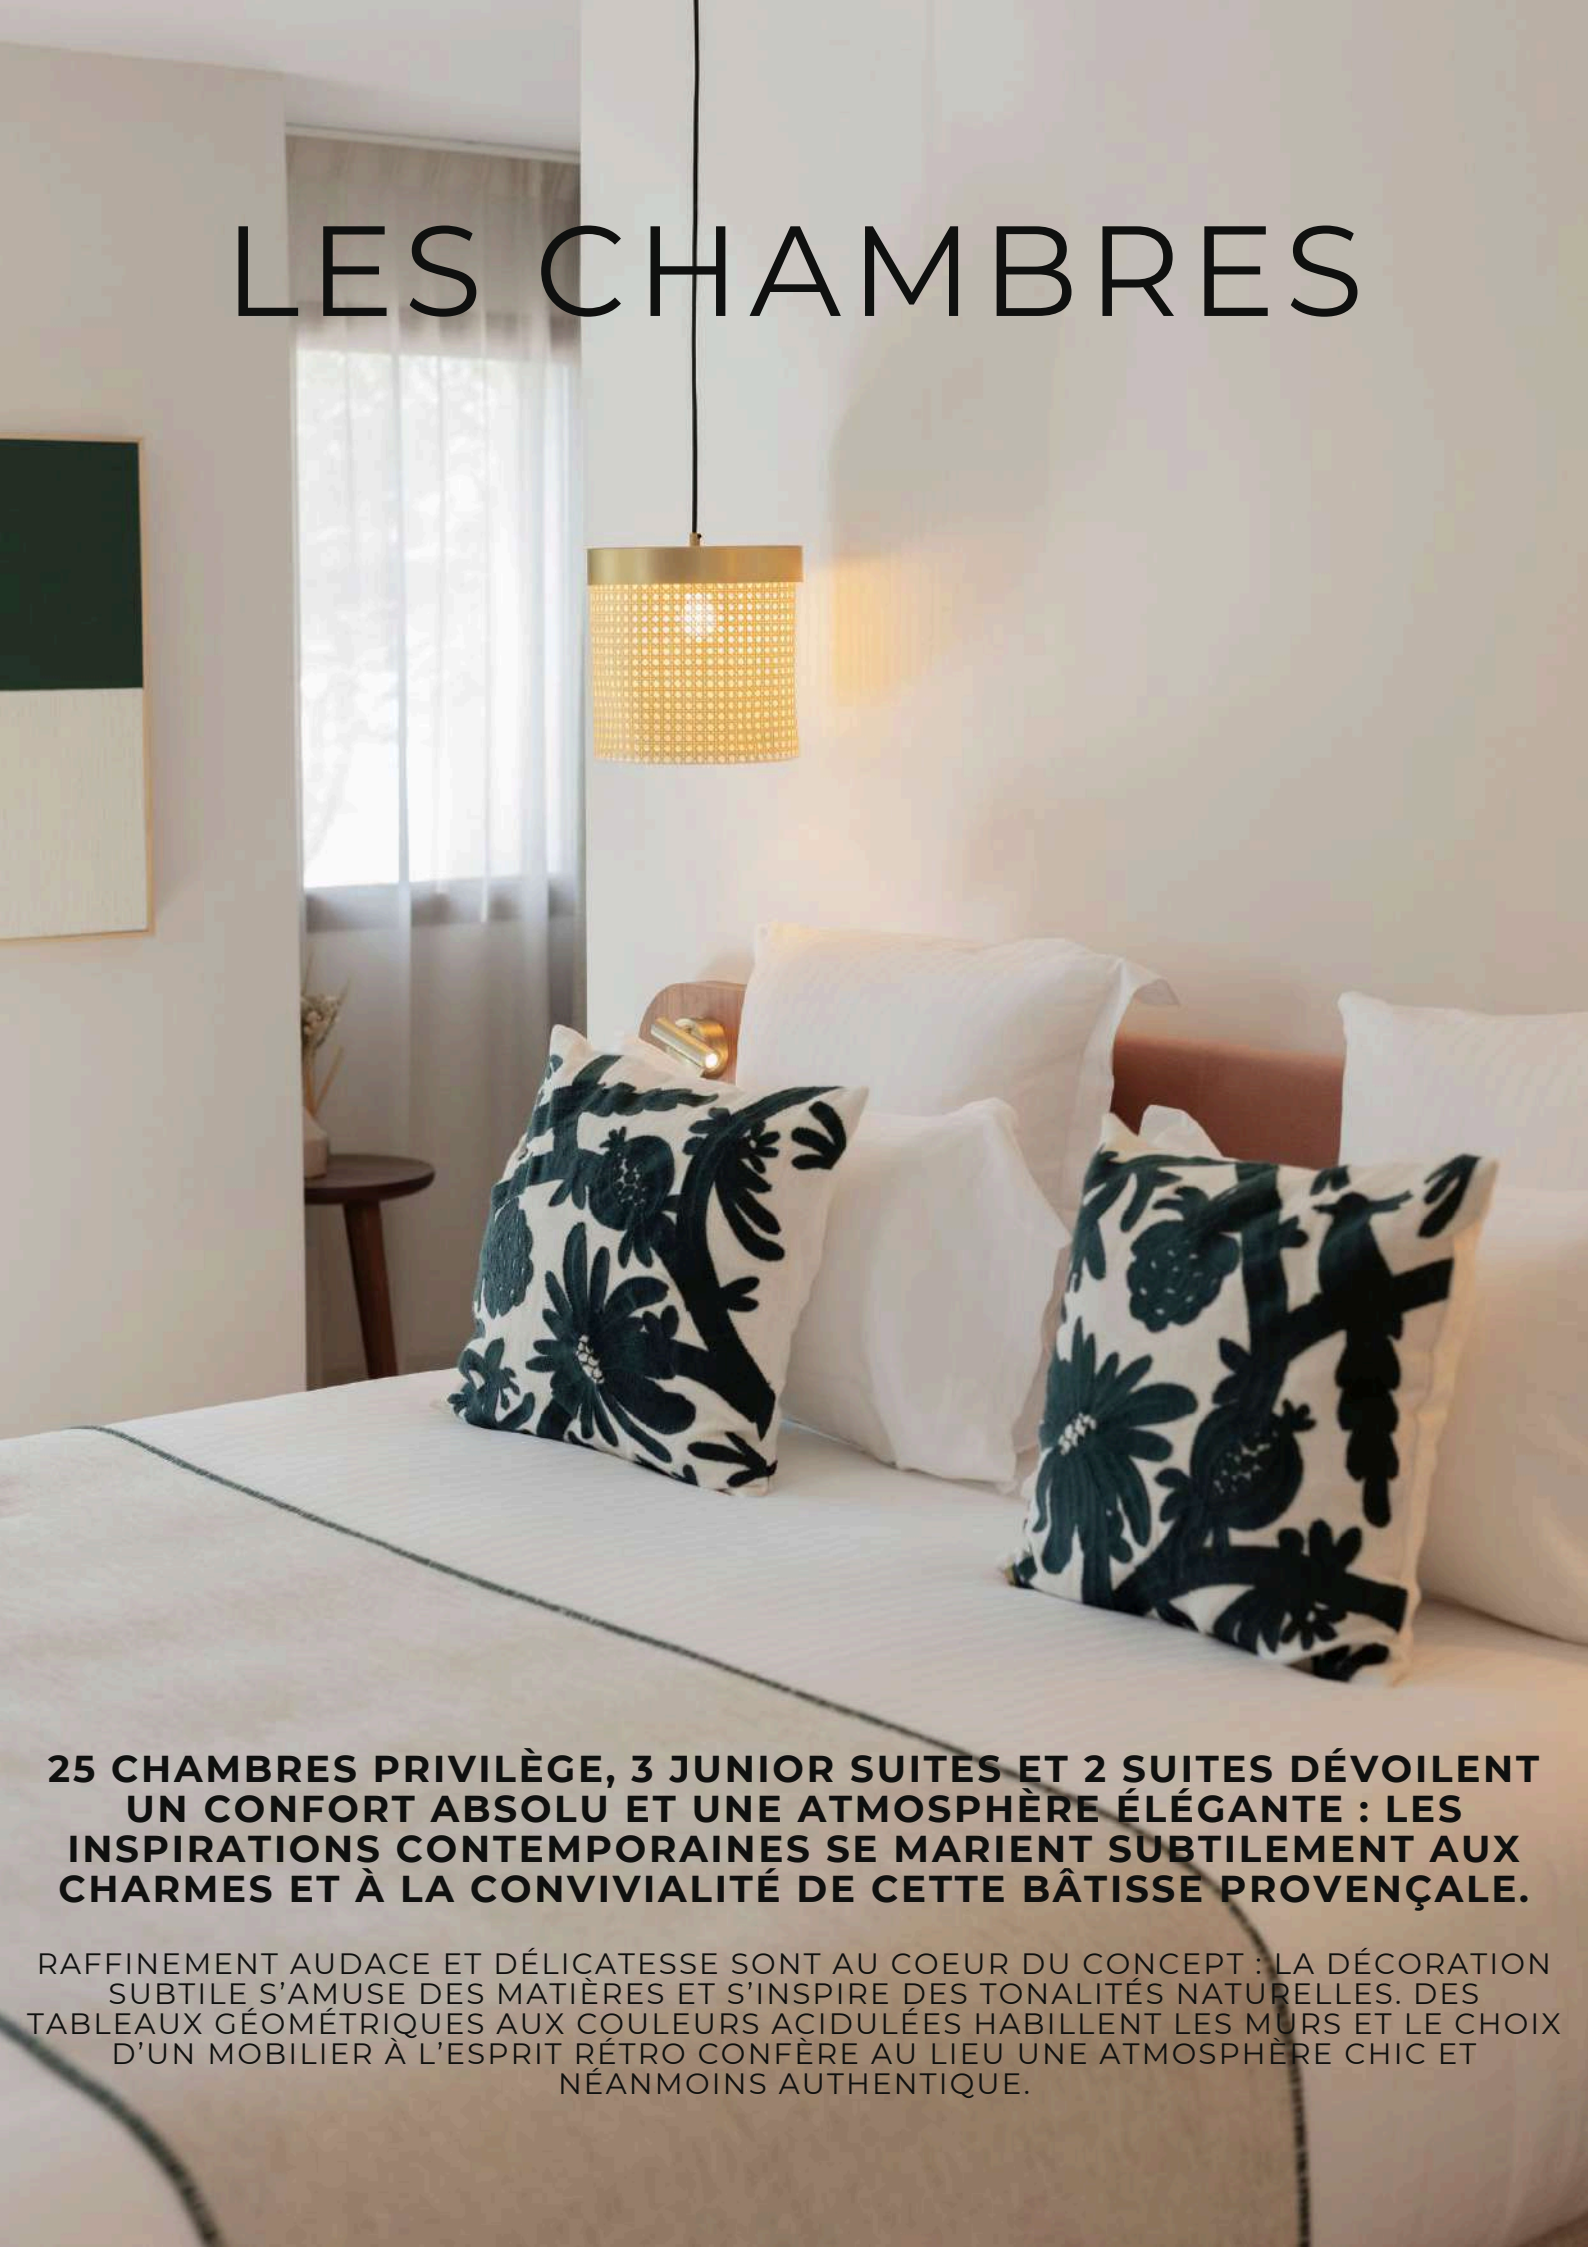 LES CHAMBRES
25 CHAMBRES PRIVILÈGE, 3 JUNIOR SUITES ET 2 SUITES DÉVOILENT
UN CONFORT ABSOLU ET UNE ATMOSPHÈRE ÉLÉGANTE : LES
INSPIRATIONS CONTEMPORAINES SE MARIENT SUBTILEMENT AUX
CHARMES ET À LA CONVIVIALITÉ DE CETTE BÂTISSE PROVENÇALE.
RAFFINEMENT AUDACE ET DÉLICATESSE SONT AU COEUR DU CONCEPT : LA DÉCORATION
SUBTILE S’AMUSE DES MATIÈRES ET S’INSPIRE DES TONALITÉS NATURELLES. DES
TABLEAUX GÉOMÉTRIQUES AUX COULEURS ACIDULÉES HABILLENT LES MURS ET LE CHOIX
D’UN MOBILIER À L’ESPRIT RÉTRO CONFÈRE AU LIEU UNE ATMOSPHÈRE CHIC ET
NÉANMOINS AUTHENTIQUE.